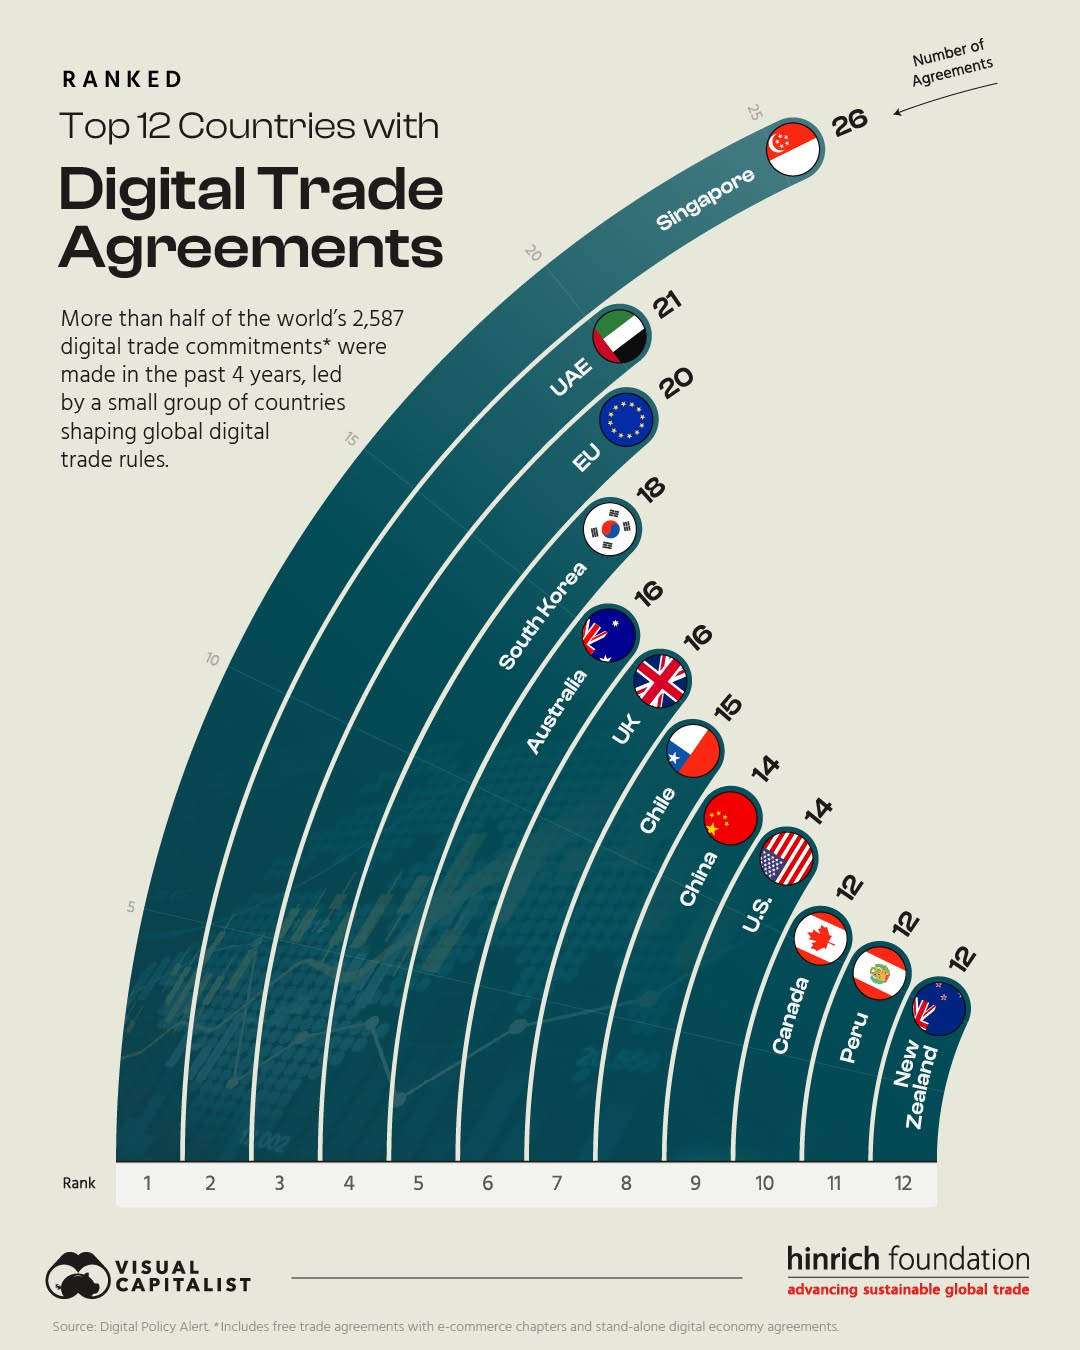 RANKED
Top 12 Countries with
Digital Trade
Agreements
More than half of the world's 2,587
digital trade commitments* were
made in the past 4 years, led
by a small group of countries
shaping global digital
trade rules.
Number of
Agreements
25
20
15
10
5
Singapore
26
UAE
21
EU
20
South Korea
18
Australia
16
UK
16
Chile
15
China
14
U.S.
14
Canada
12
Peru
12
New
Zealand
12
Rank 1 2 3 4 5 6 7 8 9 10 11 12
VISUAL
CAPITALIST
hinrich foundation
advancing sustainable global trade
Source: Digital Policy Alert. *Includes free trade agreements with e-commerce chapters and stand-alone digital economy agreements.